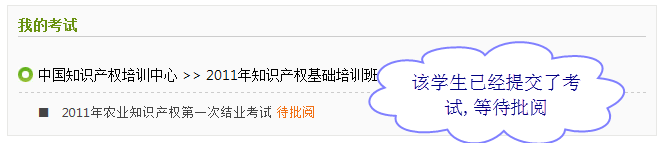 我的考试
中国知识产权培训中心 >> 2011年知识产权基础培训班
该学生已经提交了考
试,等待批阅
■ 2011年农业知识产权第一次结业考试 待批阅